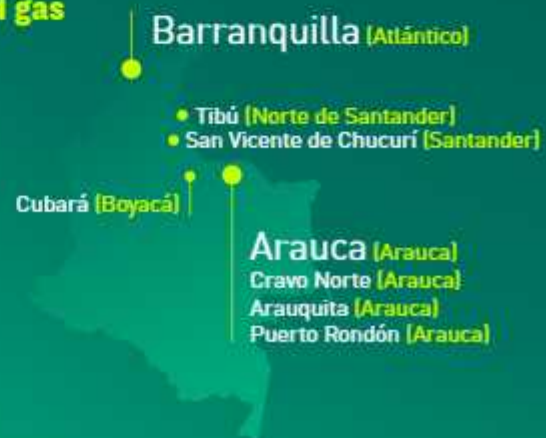 gas
Barranquilla (Atlántico)
Tibú (Norte de Santander)
San Vicente de Chucurí (Santander)
Cubará (Boyacá)
Arauca (Arauca)
Cravo Norte (Arauca)
Arauquita (Arauca)
Puerto Rondón (Arauca)